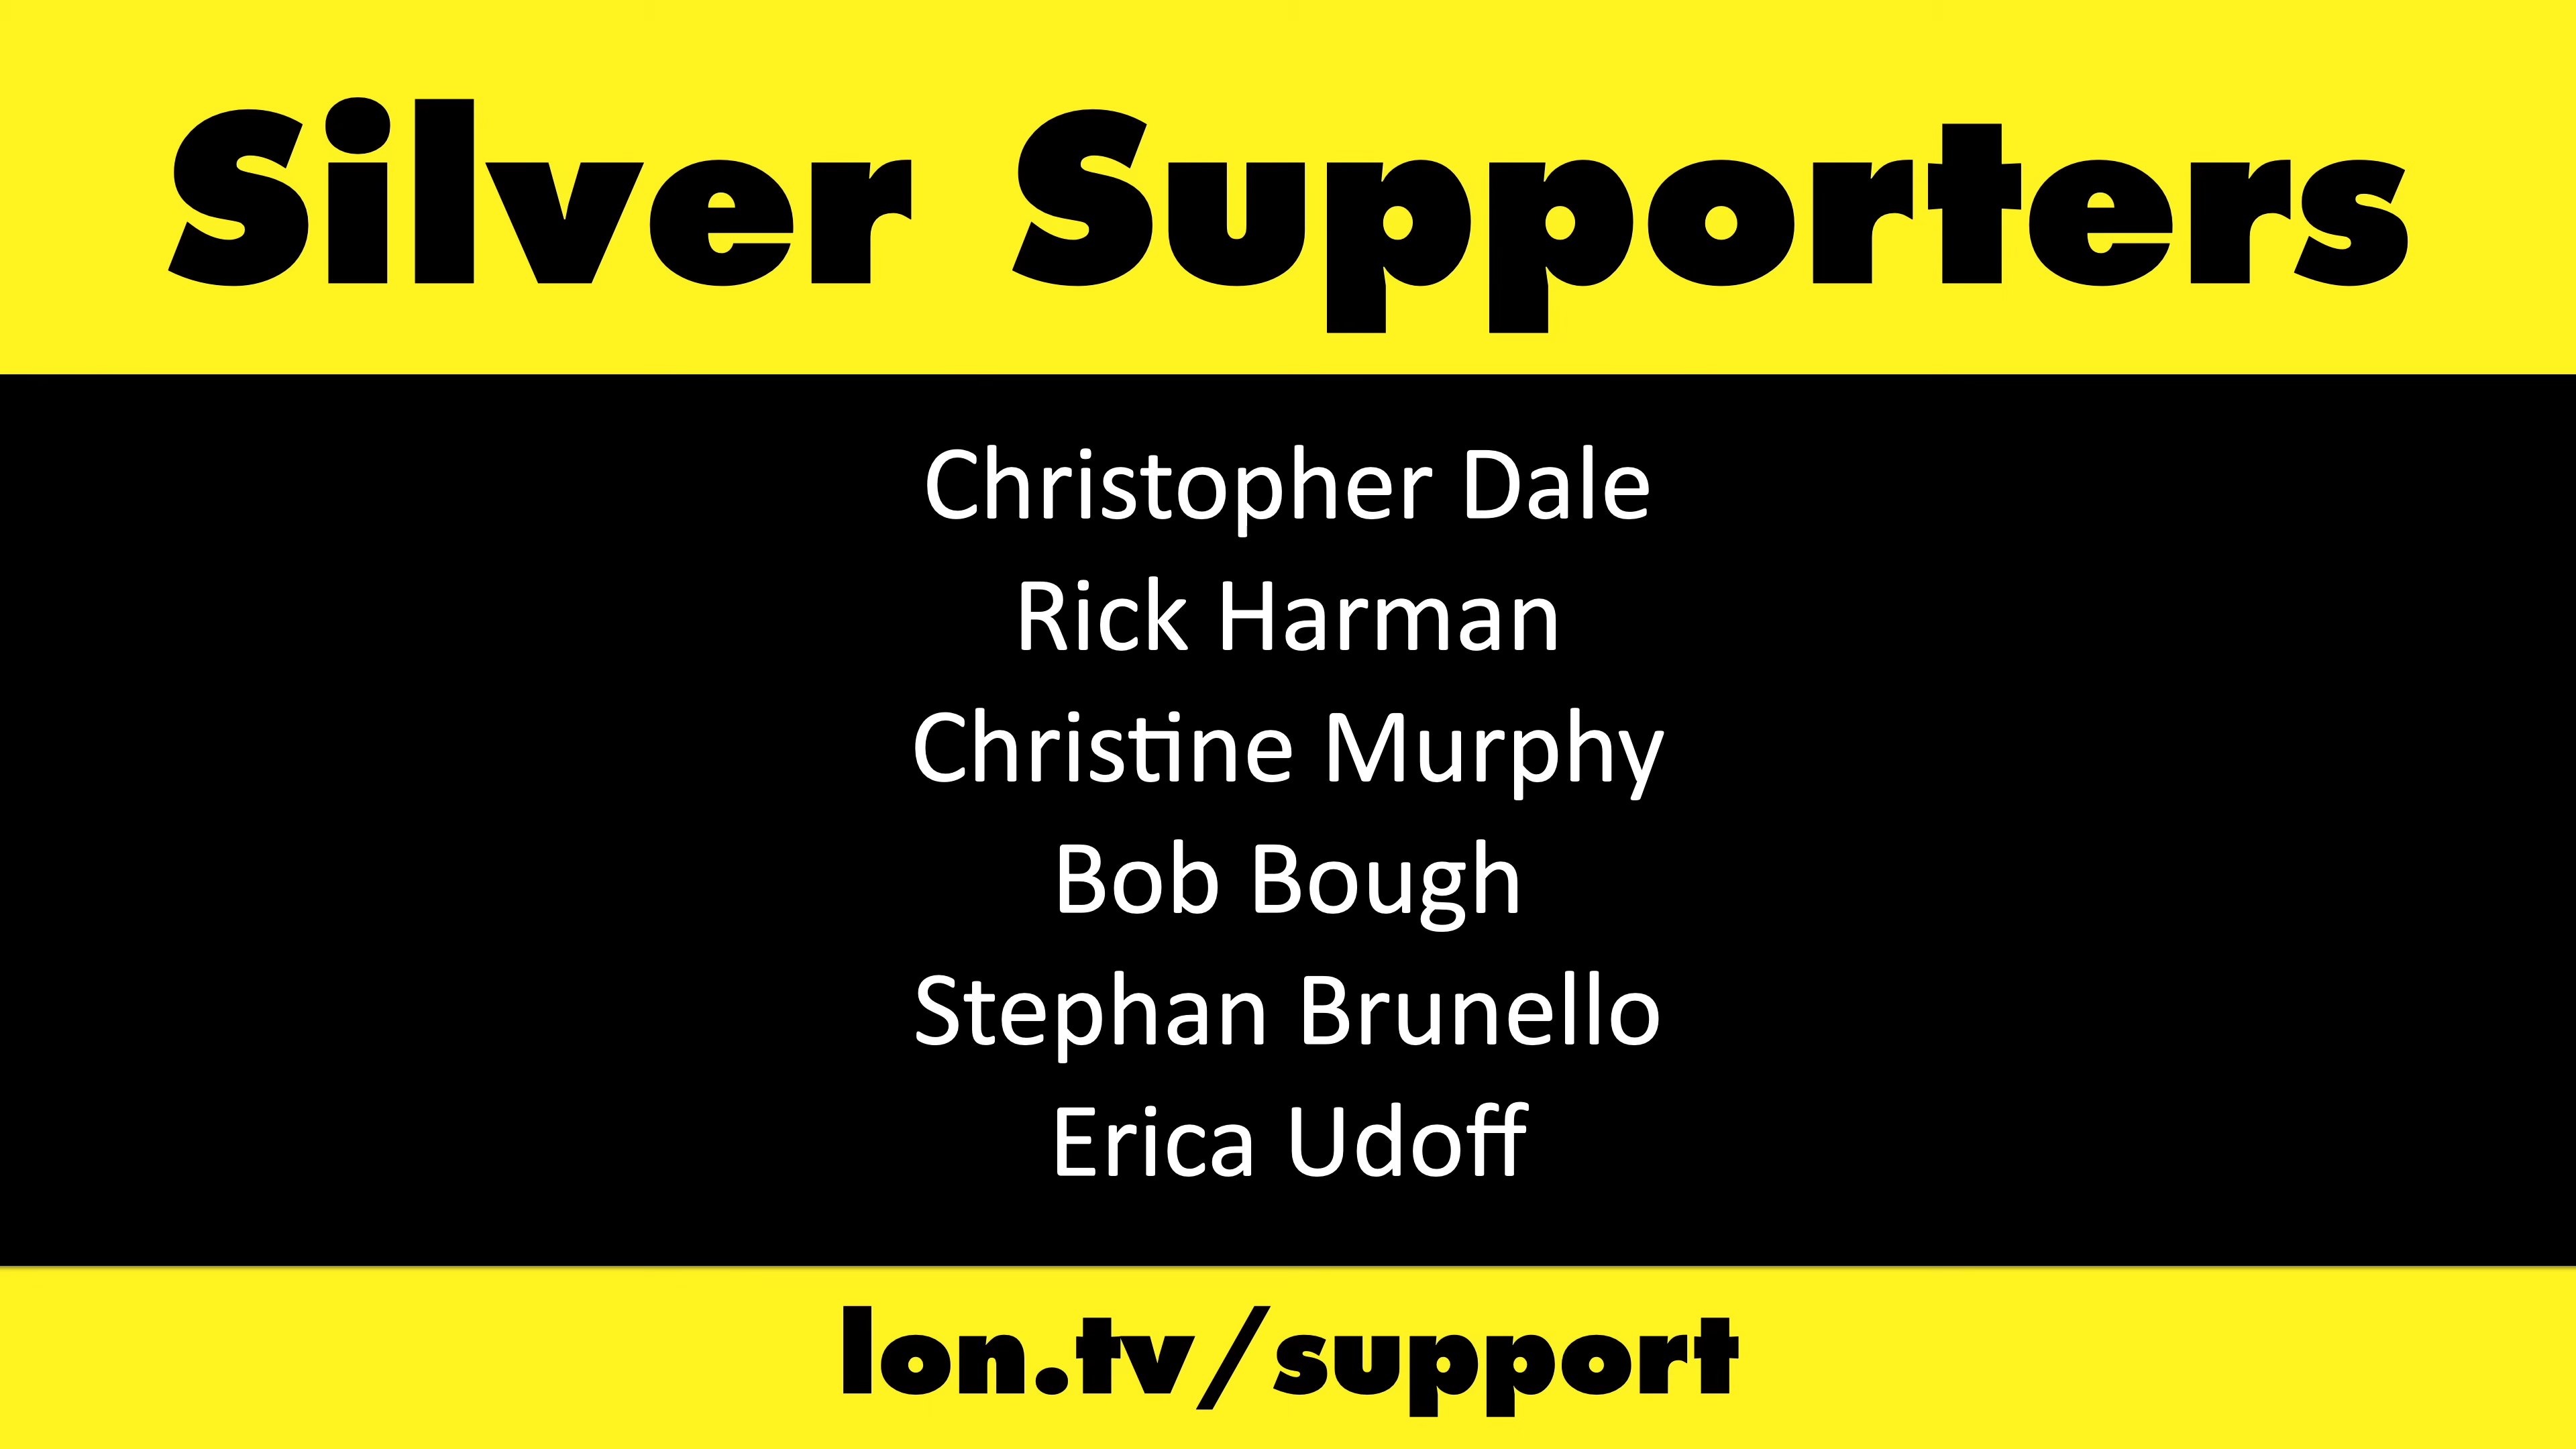 Silver Supporters
Christopher Dale
Rick Harman
Christine Murphy
Bob Bough
Stephan Brunello
Erica Udoff
lon.tv/support